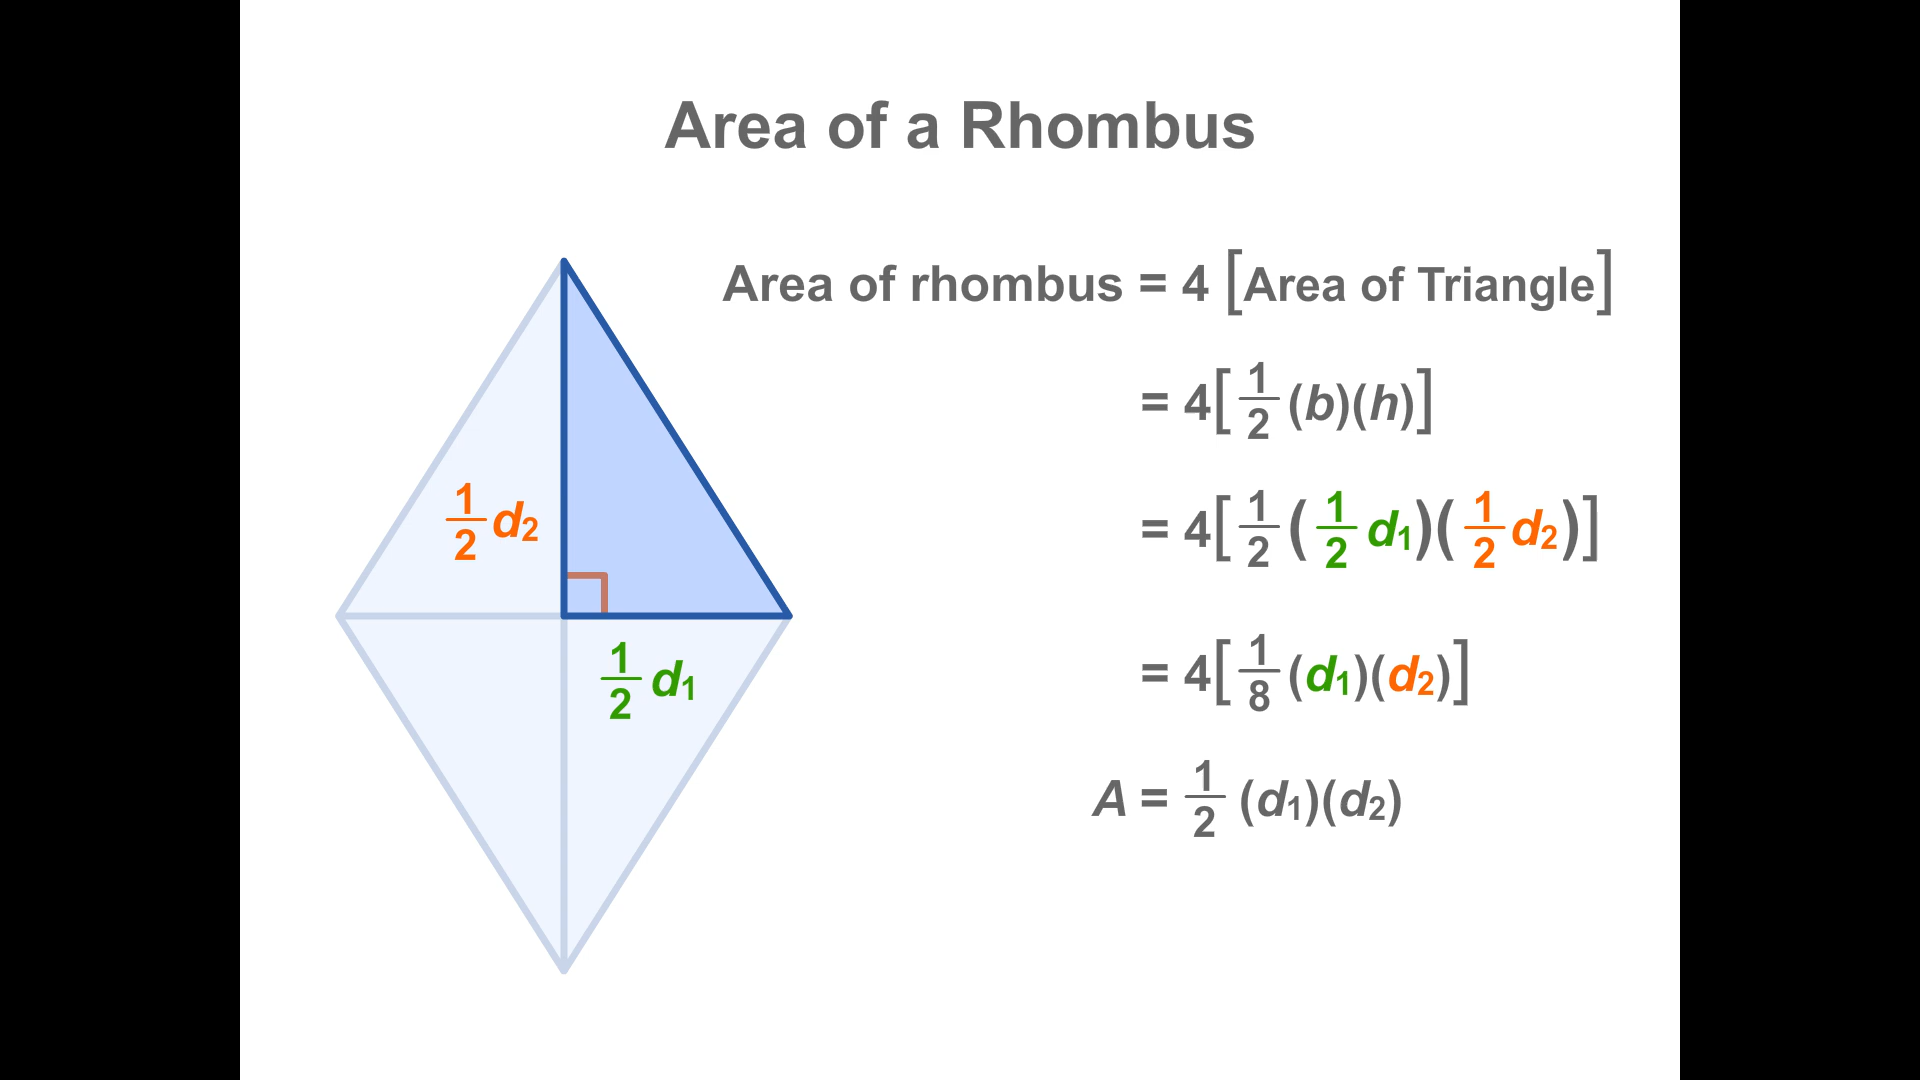 Area of a Rhombus
Area of rhombus = 4 [Area of Triangle]
= 4[1/2 (b)(h)]
= 4[1/2 (1/2 d₁)(1/2 d₂)]
= 4[1/8 (d₁)(d₂)]
A = 1/2 (d₁)(d₂)
1/2 d₂
1/2 d₁